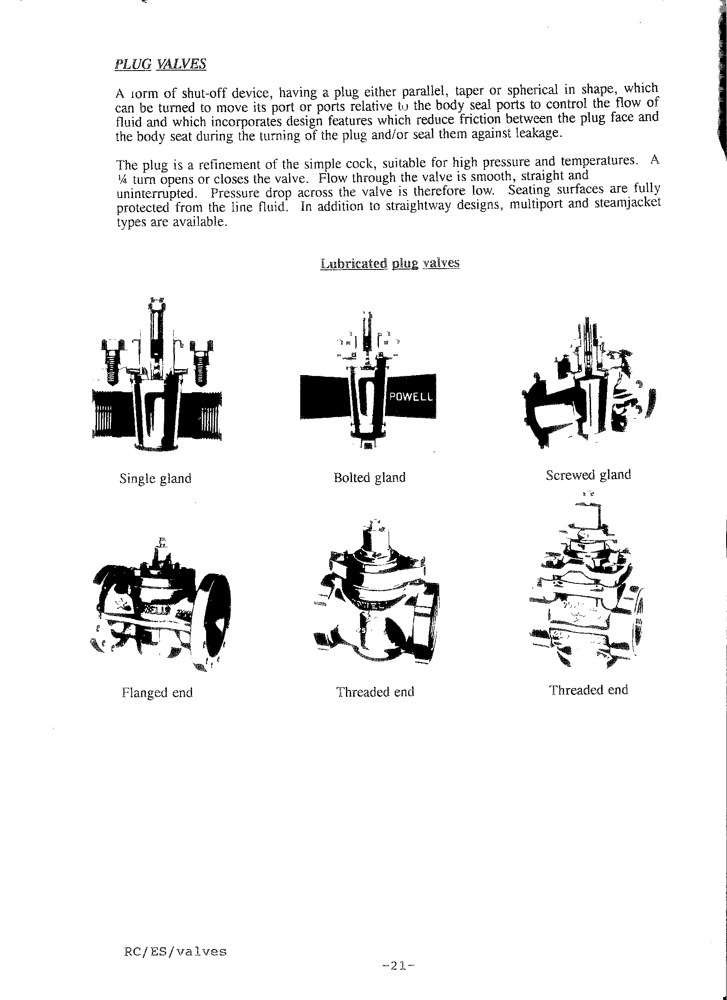 PLUG VALVES
A form of shut-off device, having a plug either parallel, taper or spherical in shape, which
can be turned to move its port or ports relative to the body seal ports to control the flow of
fluid and which incorporates design features which reduce friction between the plug face and
the body seat during the turning of the plug and/or seal them against leakage.
The plug is a refinement of the simple cock, suitable for high pressure and temperatures. A
¼ turn opens or closes the valve. Flow through the valve is smooth, straight and
uninterrupted. Pressure drop across the valve is therefore low. Seating surfaces are fully
protected from the line fluid. In addition to straightway designs, multiport and steamjacket
types are available.
Lubricated plug valves
POWELL
Single gland
Bolted gland
Screwed gland
Flanged end
Threaded end
Threaded end
RC/ES/valves
-21-